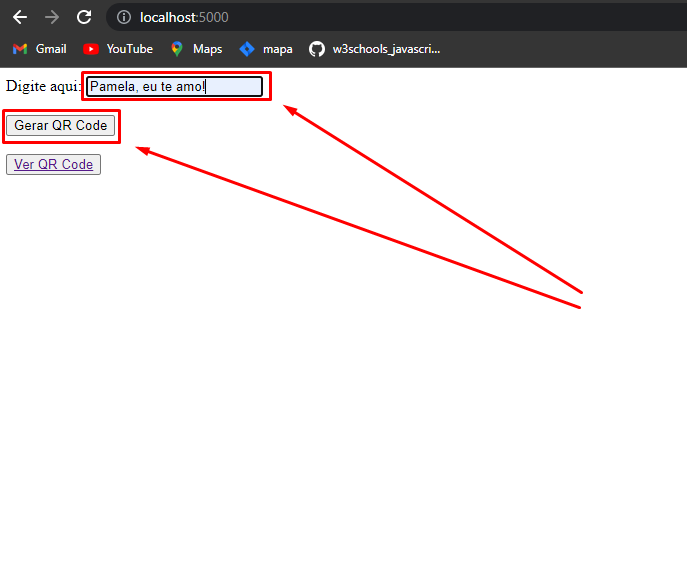 localhost:5000
Gmail YouTube Maps mapa w3schools_javascri...
Digite aqui: Pamela, eu te amo!
Gerar QR Code
Ver QR Code